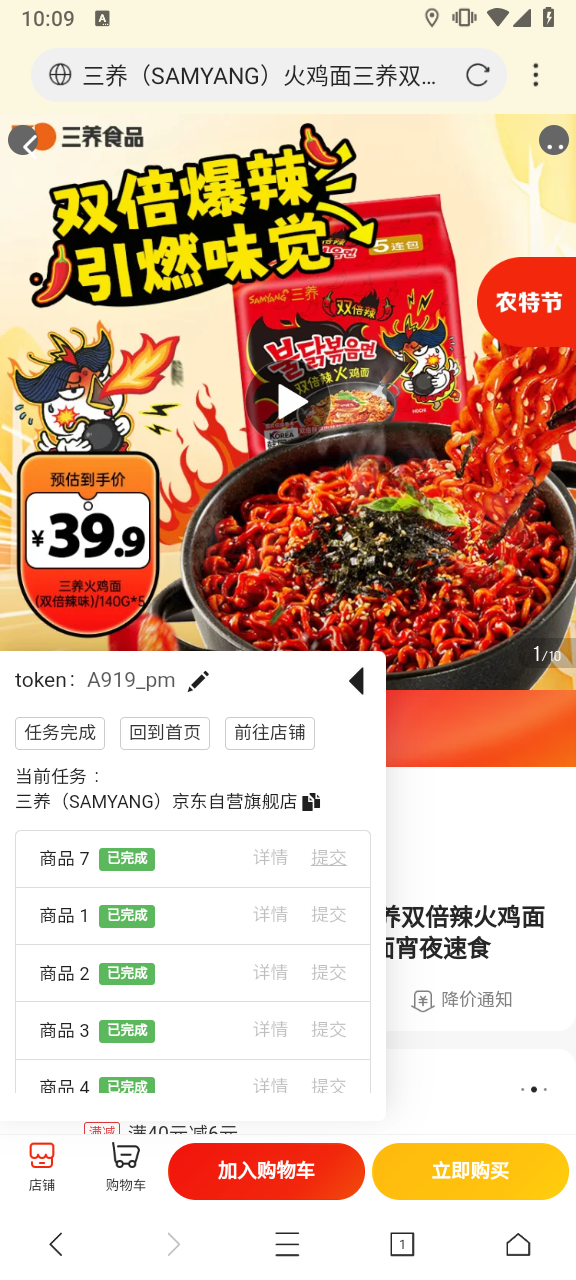 10:09
三养（SAMYANG）火鸡面三养双...
三养食品
双倍爆辣
引燃味觉
5连包
SAMYANG 三养
双倍辣
农特节
불닭볶음면
双倍辣火鸡面
KOREA
预估到手价
¥39.9
三养火鸡面
(双倍辣味)/140G*5
1/10
token：A919_pm
任务完成 回到首页 前往店铺
当前任务：
三养（SAMYANG）京东自营旗舰店
商品 7 已完成 详情 提交
商品 1 已完成 详情 提交
养双倍辣火鸡面
面宵夜速食
商品 2 已完成 详情 提交
降价通知
商品 3 已完成 详情 提交
商品 4 已完成 详情 提交
满减 满40元减6元
店铺 购物车 加入购物车 立即购买
1